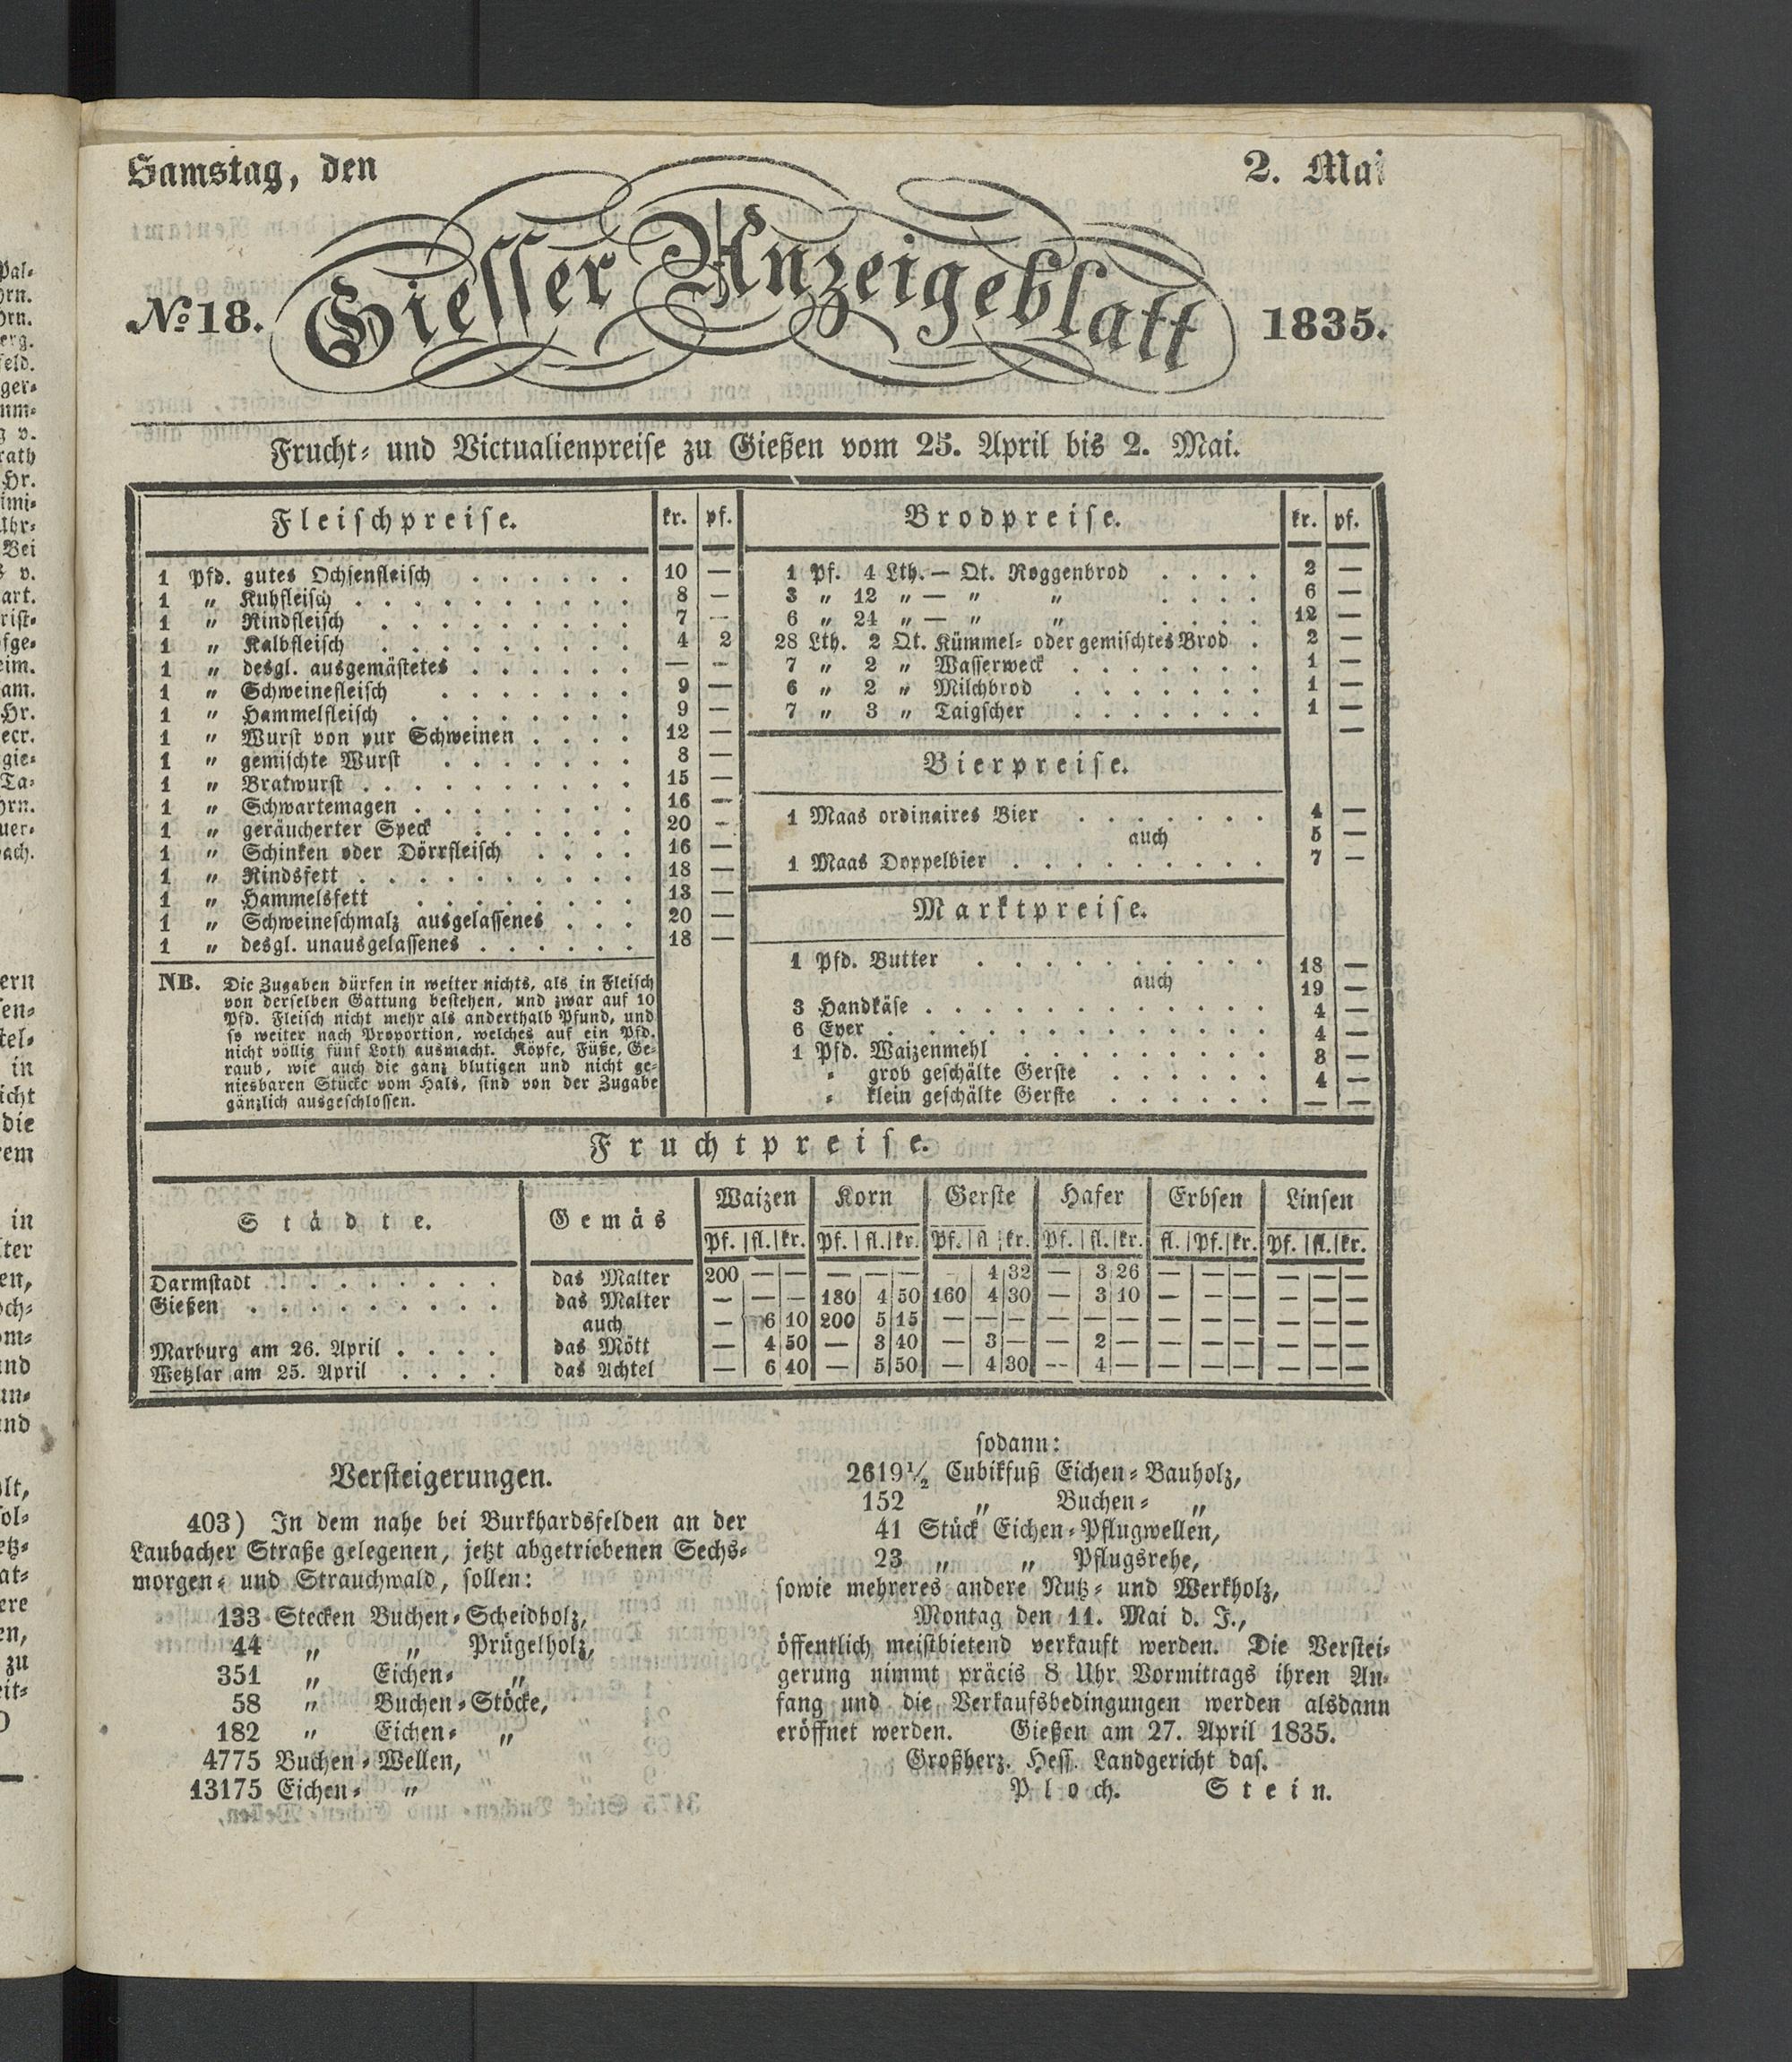 Samstag, den 2. Mai
No 18. Giesser Anzeigeblatt 1835.
Frucht- und Victualienpreise zu Gießen vom 25. April bis 2. Mai.
Fleischpreise. kr. pf.
1 Pfd. gutes Ochsenfleisch . . . . . . 10 —
1 „ Kuhfleisch . . . . . . . . . . 8 —
1 „ Rindfleisch . . . . . . . . . 7 —
1 „ Kalbfleisch . . . . . . . . . 4 2
1 „ desgl. ausgemästetes . . . . . . — —
1 „ Schweinefleisch . . . . . . . 9 —
1 „ Hammelfleisch . . . . . . . . 9 —
1 „ Wurst von pur Schweinen . . . . 12 —
1 „ gemischte Wurst . . . . . . . 8 —
1 „ Bratwurst . . . . . . . . . . 15 —
1 „ Schwartemagen . . . . . . . . 16 —
1 „ geräucherter Speck . . . . . . 20 —
1 „ Schinken oder Dörrfleisch . . . . 16 —
1 „ Rindsfett . . . . . . . . . . 18 —
1 „ Hammelsfett . . . . . . . . 13 —
1 „ Schweineschmalz ausgelassenes . . . 20 —
1 „ desgl. unausgelassenes . . . . . . 18 —
NB. Die Zugaben dürfen in weiter nichts, als in Fleisch
von derselben Gattung bestehen, und zwar auf 10
Pfd. Fleisch nicht mehr als anderthalb Pfund, und
so weiter nach Proportion, welches auf ein Pfd.
nicht völlig fünf Loth ausmacht. Köpfe, Füße, Ge-
raub, wie auch die ganz blutigen und nicht ge-
niesbaren Stücke vom Hals, sind von der Zugabe
gänzlich ausgeschlossen.
Brodpreise. kr. pf.
1 Pf. 4 Lth. — Qt. Roggenbrod . . . . 2 —
3 „ 12 „ — „ „ . . . . 6 —
6 „ 24 „ — „ „ . . . . 12 —
28 Lth. 2 Qt. Kümmel- oder gemischtes Brod . 2 —
7 „ 2 „ Wasserweck . . . . . . . 1 —
6 „ 2 „ Milchbrod . . . . . . . 1 —
7 „ 3 „ Taigscher . . . . . . . 1 —
—
Bierpreise.
1 Maas ordinaires Bier . . . . . . . 4 —
auch 5 —
1 Maas Doppelbier . . . . . . . . . 7 —
Marktpreise.
1 Pfd. Butter . . . . . . . . . . 18 —
auch 19 —
3 Handkäse . . . . . . . . . . . . 4 —
6 Eyer . . . . . . . . . . . . . 4 —
1 Pfd. Waizenmehl . . . . . . . . 8 —
- grob geschälte Gerste . . . . . . 4 —
- klein geschälte Gerste . . . . . . — —
Fruchtpreise.
Städte. Gemäs Waizen Korn Gerste Hafer Erbsen Linsen
Pf. fl. kr. Pf. fl. kr. Pf. fl kr. Pf. fl. kr. fl. Pf. kr. Pf. fl. kr.
Darmstadt . . . . . . . . das Malter 200 — — — — — - 4 32 — 3 26 — — — — — —
Gießen . . . . . . . . . das Malter — — — 180 4 50 160 4 30 — 3 10 — — — — — —
auch — 6 10 200 5 15 — — — — — — — — — — — —
Marburg am 26. April . . . . das Mött — 4 50 — 3 40 — 3 — — 2 — — — — — — —
Wetzlar am 25. April . . . . das Achtel — 6 40 — 5 50 — 4 30 — 4 — — — — — — —
Versteigerungen.
403) In dem nahe bei Burkhardsfelden an der
Laubacher Straße gelegenen, jetzt abgetriebenen Sechs-
morgen- und Strauchwald, sollen:
133 Stecken Buchen-Scheidholz,
44 „ „ Prügelholz,
351 „ Eichen- „
58 „ Buchen-Stöcke,
182 „ Eichen- „
4775 Buchen-Wellen,
13175 Eichen- „
sodann:
2619 1/2 Cubikfuß Eichen-Bauholz,
152 „ Buchen- „
41 Stück Eichen-Pflugwellen,
23 „ „ Pflugsrehe,
sowie mehreres andere Nutz- und Werkholz,
Montag den 11. Mai d. J.,
öffentlich meistbietend verkauft werden. Die Verstei-
gerung nimmt präcis 8 Uhr Vormittags ihren An-
fang und die Verkaufsbedingungen werden alsdann
eröffnet werden. Gießen am 27. April 1835.
Großherz. Hess. Landgericht das.
Ploch. Stein.